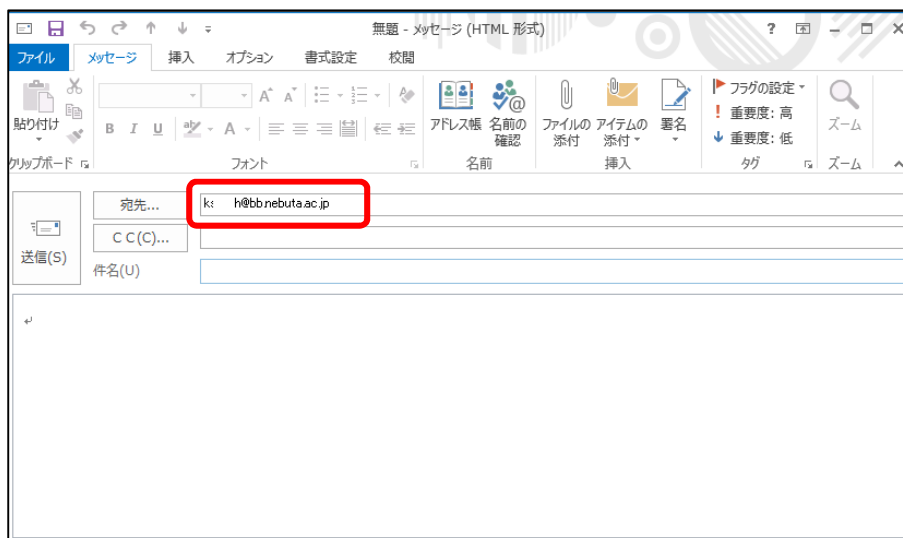 無題 - メッセージ (HTML 形式)
?
ファイル メッセージ 挿入 オプション 書式設定 校閲
貼り付け
クリップボード
B I U A
フォント
アドレス帳 名前の確認
名前
ファイルの添付 アイテムの添付 署名
挿入
フラグの設定
! 重要度: 高
重要度: 低
タグ
ズーム
ズーム
送信(S)
宛先... k: h@bb.nebuta.ac.jp
C C(C)...
件名(U)